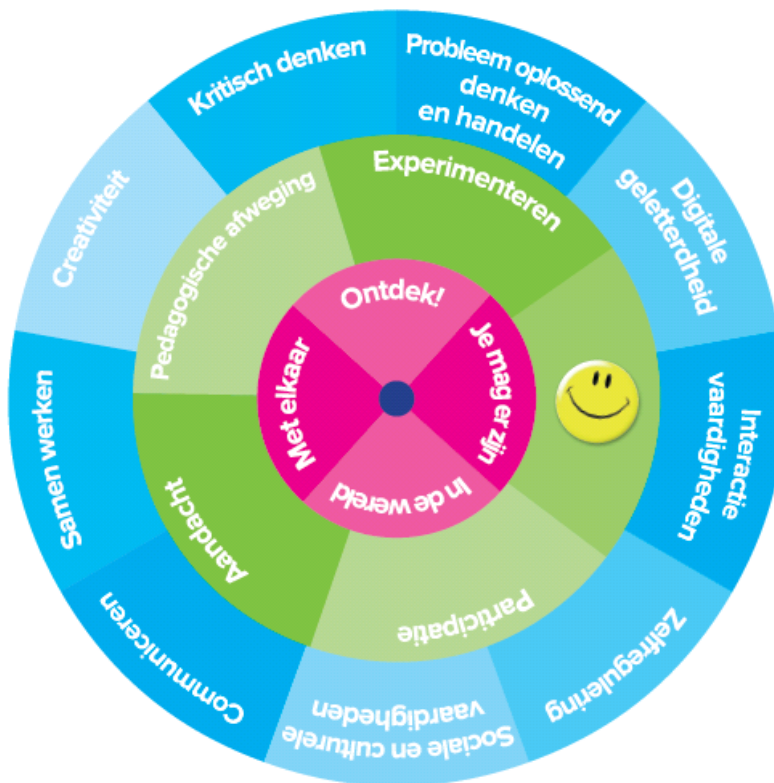 Probleem oplossend
denken
en handelen
Digitale
geletterdheid
Interactie
vaardigheden
Zelfregulering
Sociale en culturele
vaardigheden
Communiceren
Samen werken
Creativiteit
Kritisch denken
Experimenteren
Participatie
Aandacht
Pedagogische afweging
Ontdek!
Je mag er zijn
In de wereld
Met elkaar